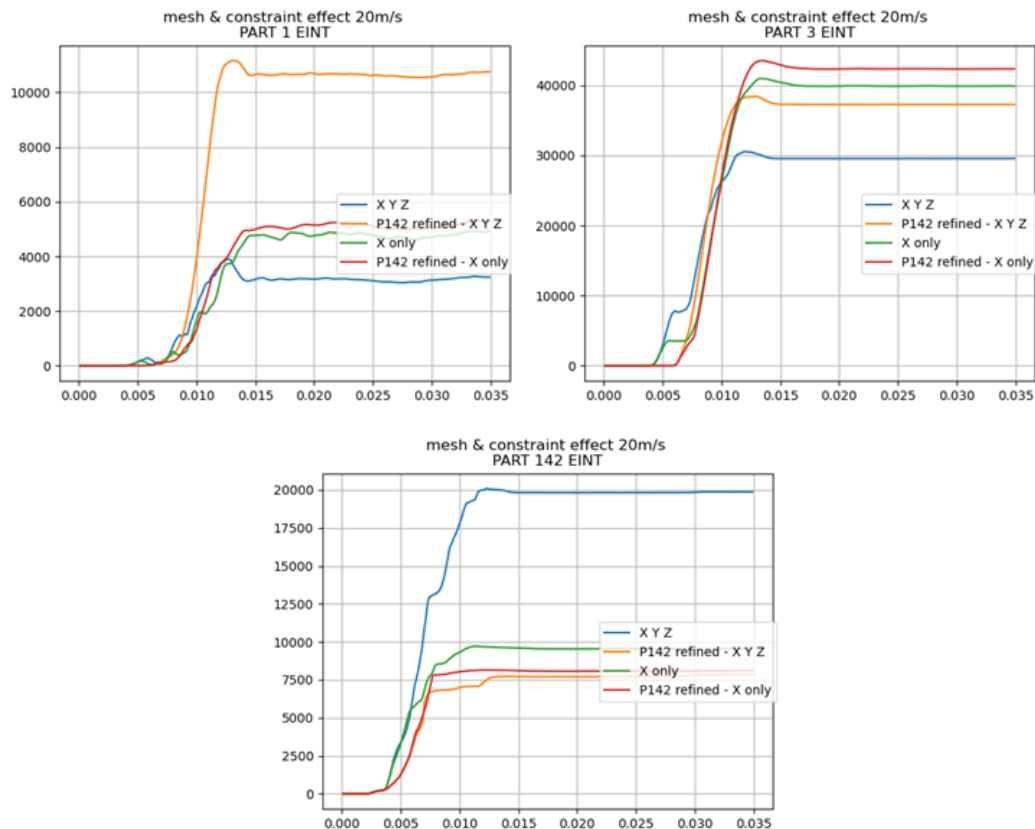 mesh & constraint effect 20m/s
PART 1 EINT
10000
8000
6000
4000
2000
0
X Y Z
P142 refined - X Y Z
X only
P142 refined - X only
0.000 0.005 0.010 0.015 0.020 0.025 0.030 0.035
mesh & constraint effect 20m/s
PART 3 EINT
40000
30000
20000
10000
0
X Y Z
P142 refined - X Y Z
X only
P142 refined - X only
0.000 0.005 0.010 0.015 0.020 0.025 0.030 0.035
mesh & constraint effect 20m/s
PART 142 EINT
20000
17500
15000
12500
10000
7500
5000
2500
0
X Y Z
P142 refined - X Y Z
X only
P142 refined - X only
0.000 0.005 0.010 0.015 0.020 0.025 0.030 0.035